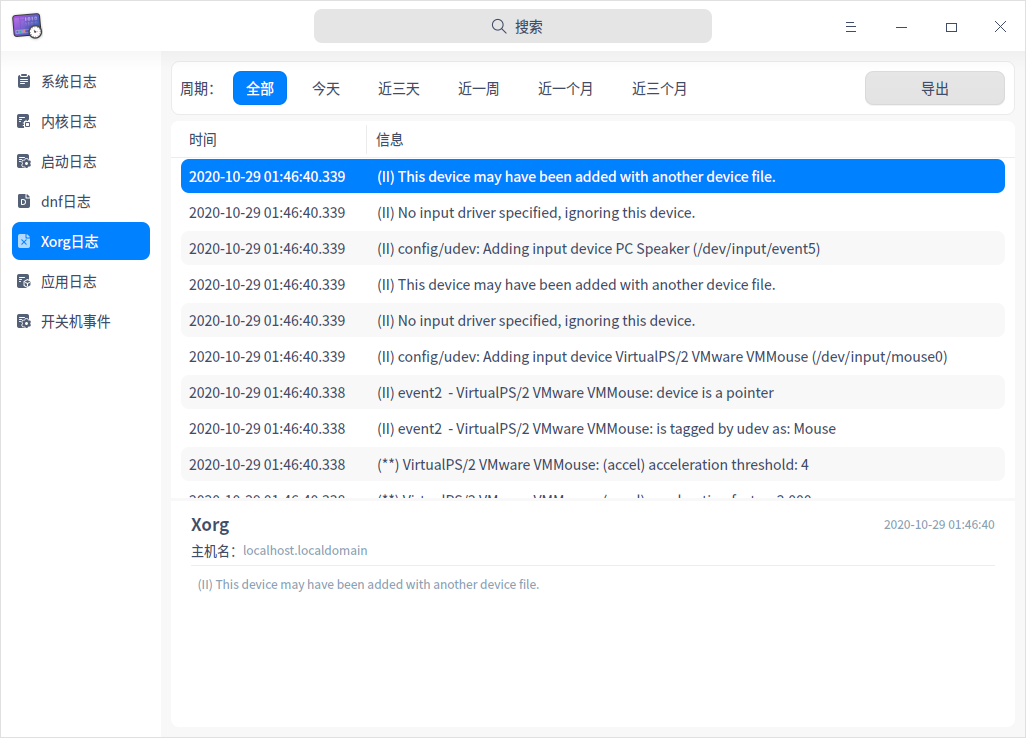 搜索
系统日志
内核日志
启动日志
dnf日志
Xorg日志
应用日志
开关机事件
周期： 全部 今天 近三天 近一周 近一个月 近三个月 导出
时间 信息
2020-10-29 01:46:40.339 (II) This device may have been added with another device file.
2020-10-29 01:46:40.339 (II) No input driver specified, ignoring this device.
2020-10-29 01:46:40.339 (II) config/udev: Adding input device PC Speaker (/dev/input/event5)
2020-10-29 01:46:40.339 (II) This device may have been added with another device file.
2020-10-29 01:46:40.339 (II) No input driver specified, ignoring this device.
2020-10-29 01:46:40.339 (II) config/udev: Adding input device VirtualPS/2 VMware VMMouse (/dev/input/mouse0)
2020-10-29 01:46:40.338 (II) event2 - VirtualPS/2 VMware VMMouse: device is a pointer
2020-10-29 01:46:40.338 (II) event2 - VirtualPS/2 VMware VMMouse: is tagged by udev as: Mouse
2020-10-29 01:46:40.338 (**) VirtualPS/2 VMware VMMouse: (accel) acceleration threshold: 4
Xorg 2020-10-29 01:46:40
主机名： localhost.localdomain
(II) This device may have been added with another device file.